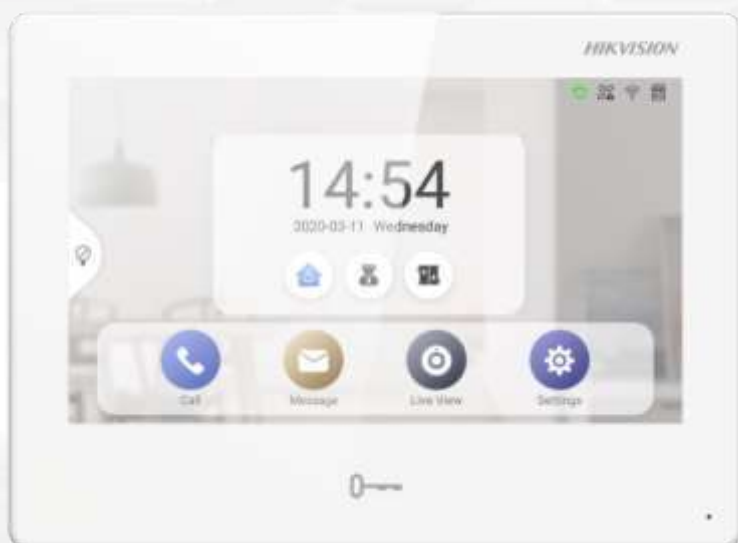 HIKVISION
14:54
2020-03-11 Wednesday
Call
Message
Live View
Settings